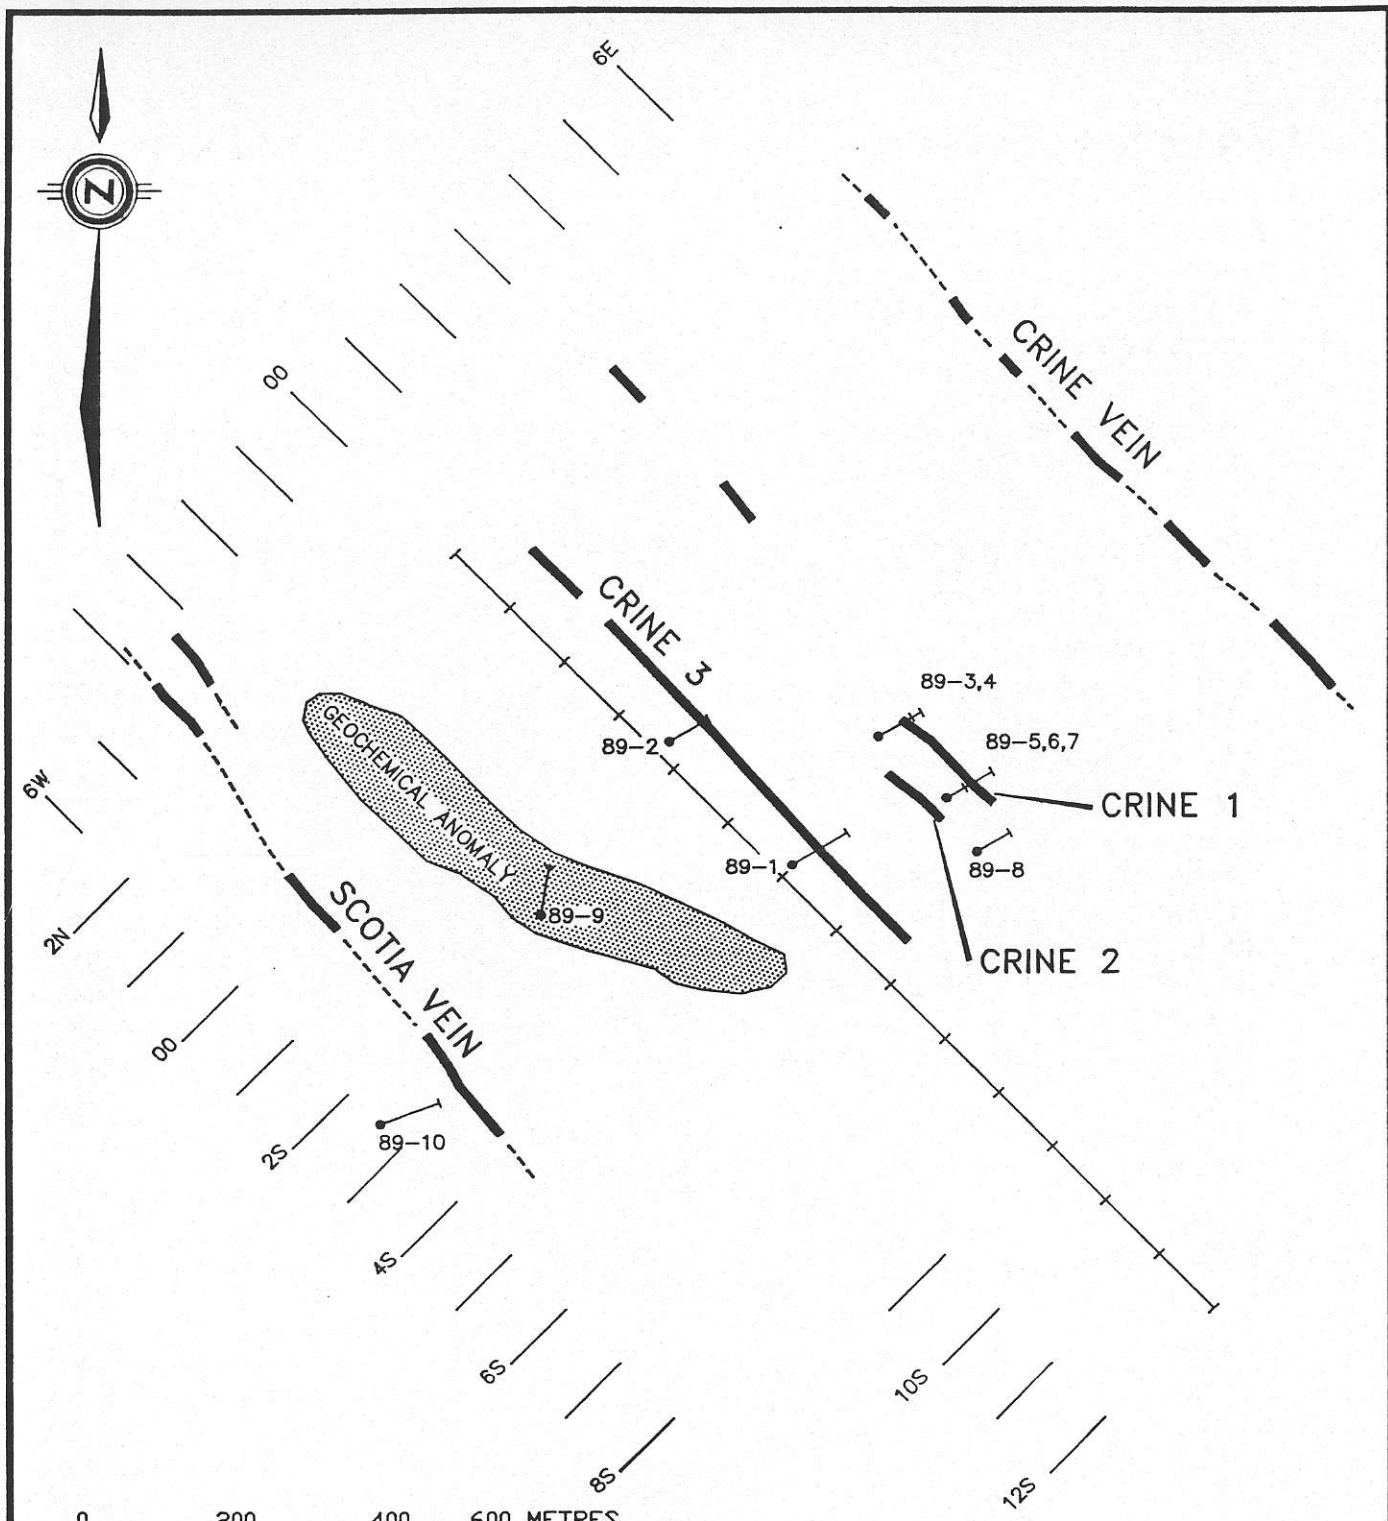 6E
N
CRINE VEIN
00
CRINE 3
89-3,4
89-2
89-5,6,7
GEOCHEMICAL ANOMALY
6W
CRINE 1
89-1
89-8
SCOTIA VEIN
89-9
2N
CRINE 2
00
89-10
2S
4S
6S
10S
8S
12S
0 200 400 600 METRES